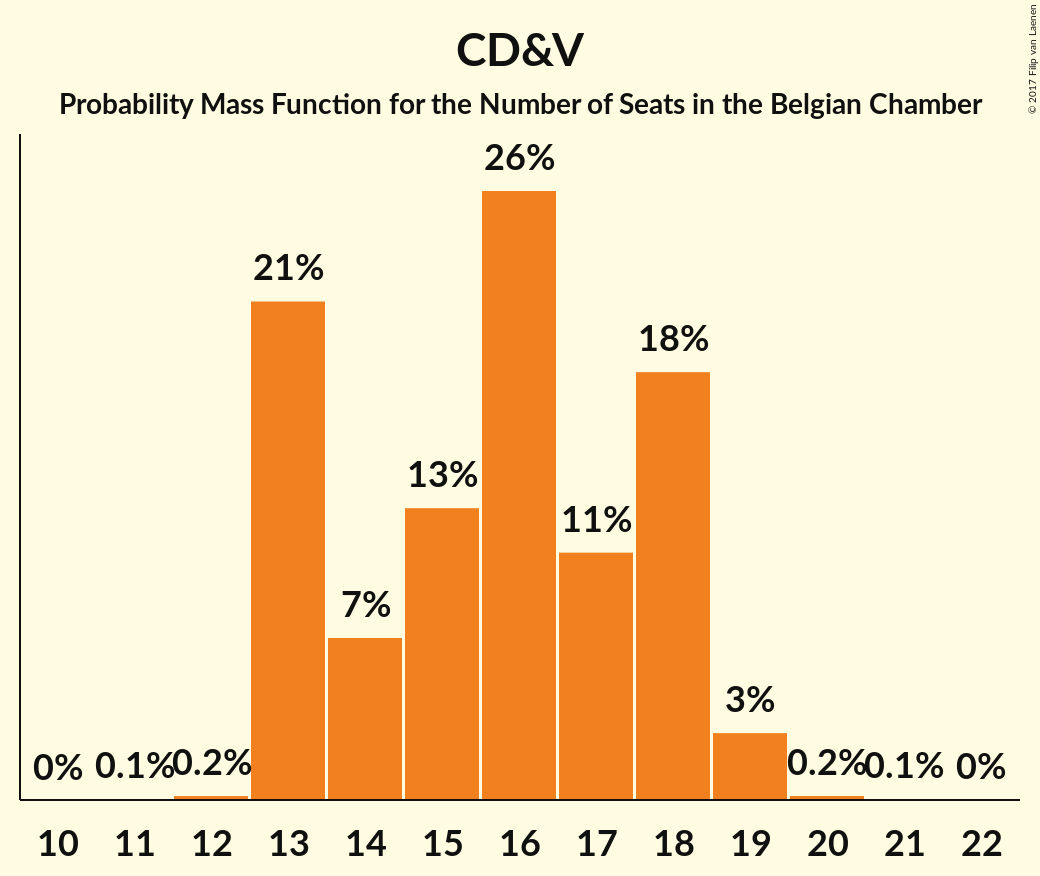 CD&V
Probability Mass Function for the Number of Seats in the Belgian Chamber
© 2017 Filip van Laenen
26%
21%
18%
13%
11%
7%
3%
0% 0.1% 0.2% 0.2% 0.1% 0%
10 11 12 13 14 15 16 17 18 19 20 21 22